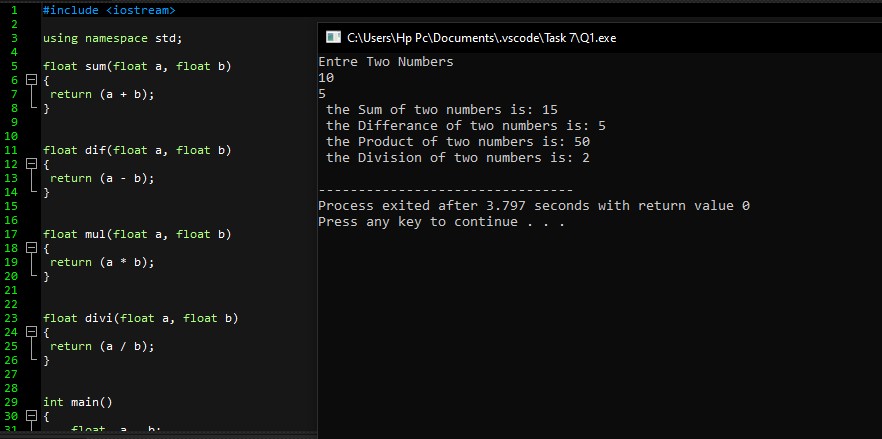 1 #include <iostream>
2
3 using namespace std;
4
5 float sum(float a, float b)
6 {
7 return (a + b);
8 }
9
10
11 float dif(float a, float b)
12 {
13 return (a - b);
14 }
15
16
17 float mul(float a, float b)
18 {
19 return (a * b);
20 }
21
22
23 float divi(float a, float b)
24 {
25 return (a / b);
26 }
27
28
29 int main()
30 {
31 float a, b;
C:\Users\Hp Pc\Documents\.vscode\Task 7\Q1.exe
Entre Two Numbers
10
5
the Sum of two numbers is: 15
the Differance of two numbers is: 5
the Product of two numbers is: 50
the Division of two numbers is: 2
--------------------------------
Process exited after 3.797 seconds with return value 0
Press any key to continue . . .